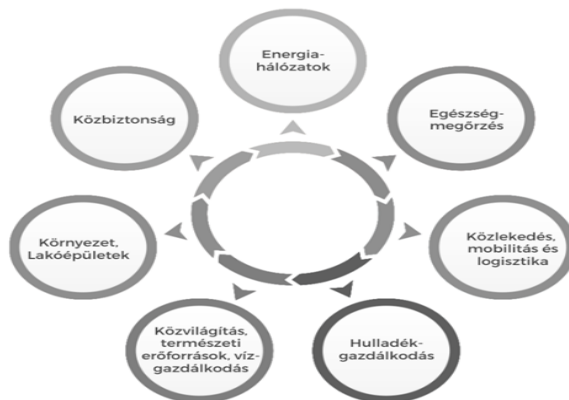 Energia-
hálózatok
Egészség-
megőrzés
Közlekedés,
mobilitás és
logisztika
Hulladék-
gazdálkodás
Közvilágítás,
természeti
erőforrások, víz-
gazdálkodás
Környezet,
Lakóépületek
Közbiztonság